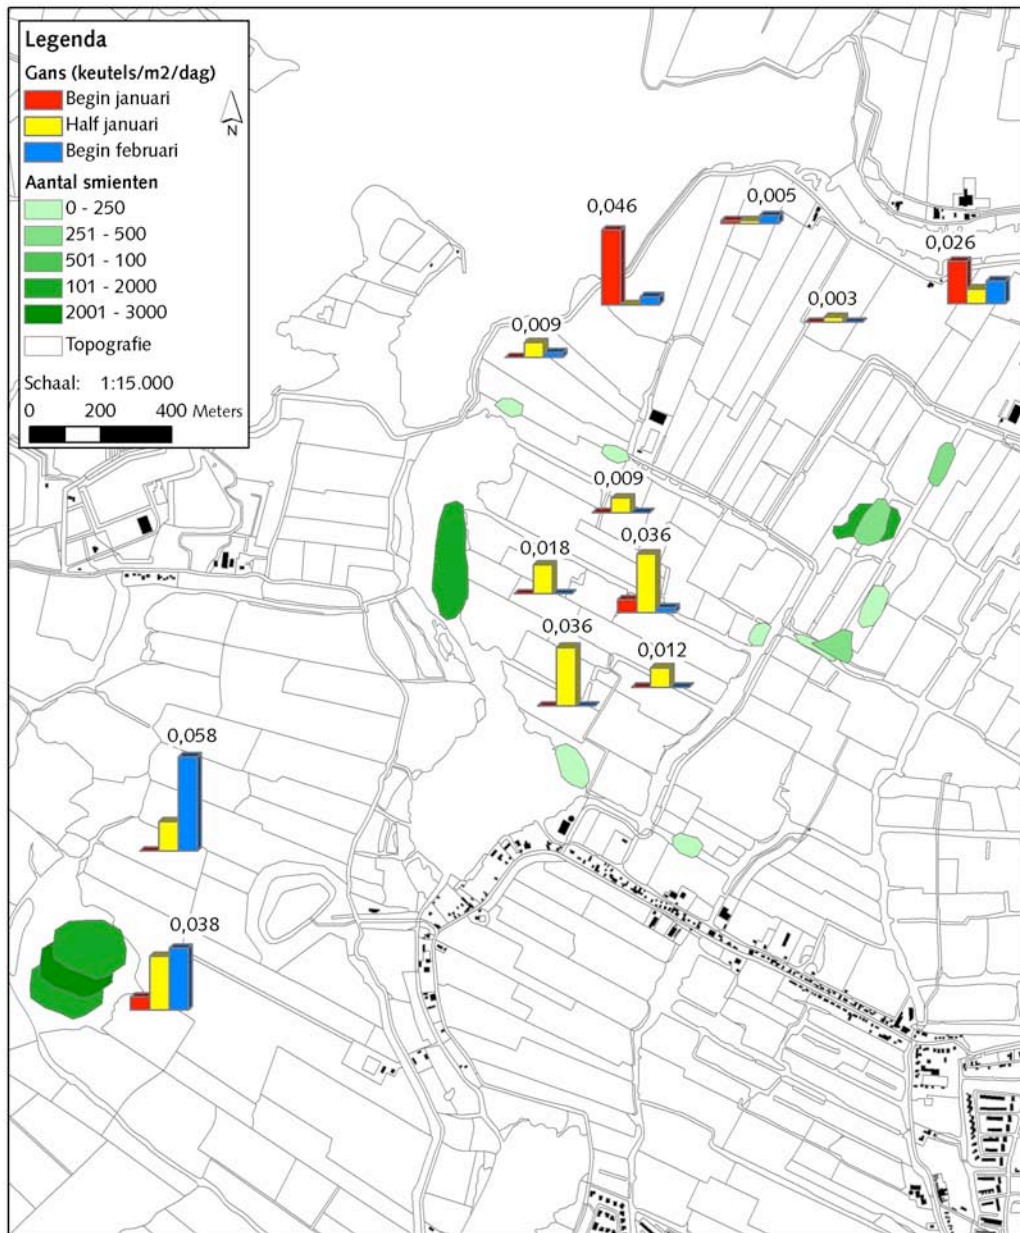 Legenda
Gans (keutels/m2/dag)
Begin januari
Half januari
Begin februari
N
Aantal smienten
0 - 250
251 - 500
501 - 100
101 - 2000
2001 - 3000
Topografie
Schaal: 1:15.000
0 200 400 Meters
0,005
0,046
0,026
0,003
0,009
0,009
0,036
0,018
0,036
0,012
0,058
0,038